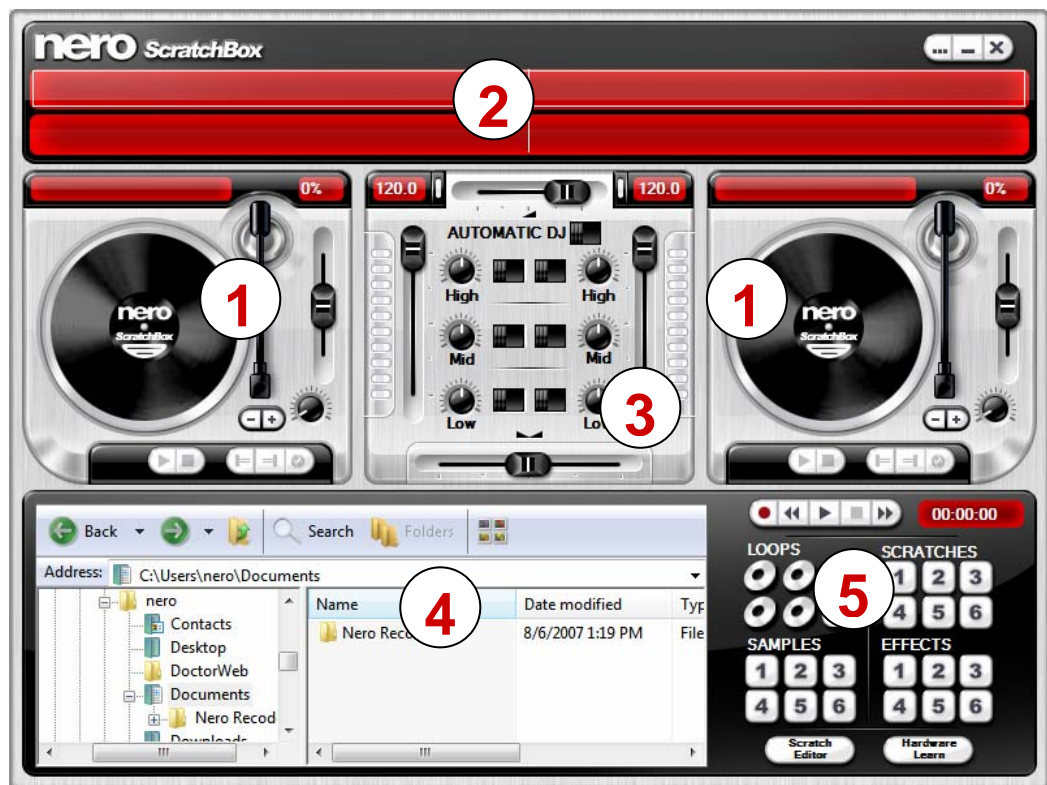 nero ScratchBox
...
2
0%
120.0
120.0
0%
AUTOMATIC DJ
High
High
nero
ScratchBox
1
Mid
Mid
nero
ScratchBox
1
Low
Lo
3
Back
Search
Folders
00:00:00
Address:
C:\Users\nero\Documents
nero
Contacts
Desktop
DoctorWeb
Documents
Nero Recod
Downloads
Name
Date modified
Typ
Nero Reco
8/6/2007 1:19 PM
File
4
LOOPS
SCRATCHES
1 2 3
4 5 6
5
SAMPLES
1 2 3
4 5 6
EFFECTS
1 2 3
4 5 6
Scratch
Editor
Hardware
Learn